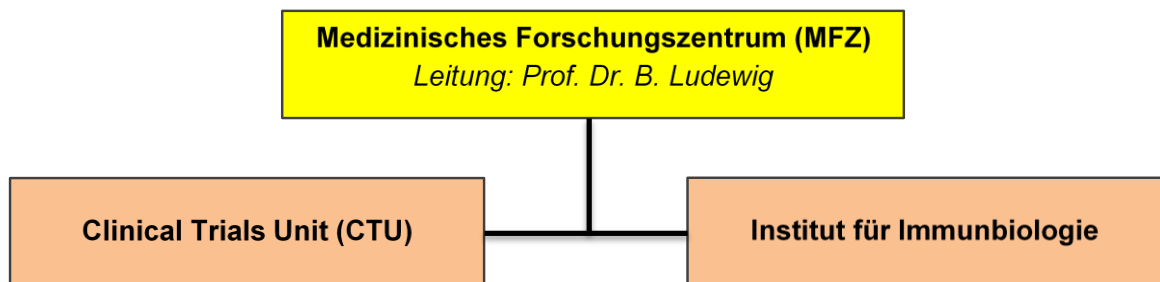 Medizinisches Forschungszentrum (MFZ)
Leitung: Prof. Dr. B. Ludewig
Clinical Trials Unit (CTU)
Institut für Immunbiologie